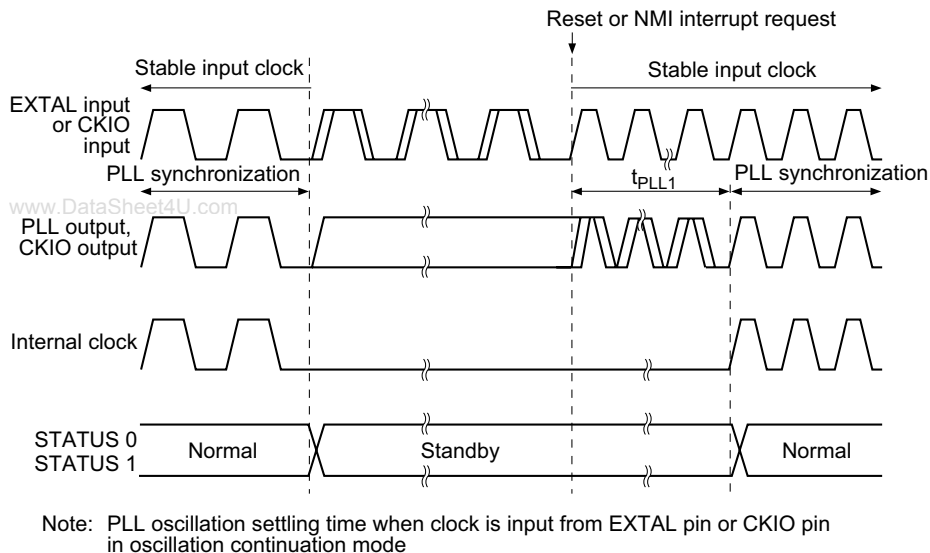 Reset or NMI interrupt request
Stable input clock
Stable input clock
EXTAL input
or CKIO
input
PLL synchronization
tPLL1
PLL synchronization
www.DataSheet4U.com
PLL output,
CKIO output
Internal clock
STATUS 0
STATUS 1
Normal
Standby
Normal
Note: PLL oscillation settling time when clock is input from EXTAL pin or CKIO pin
in oscillation continuation mode